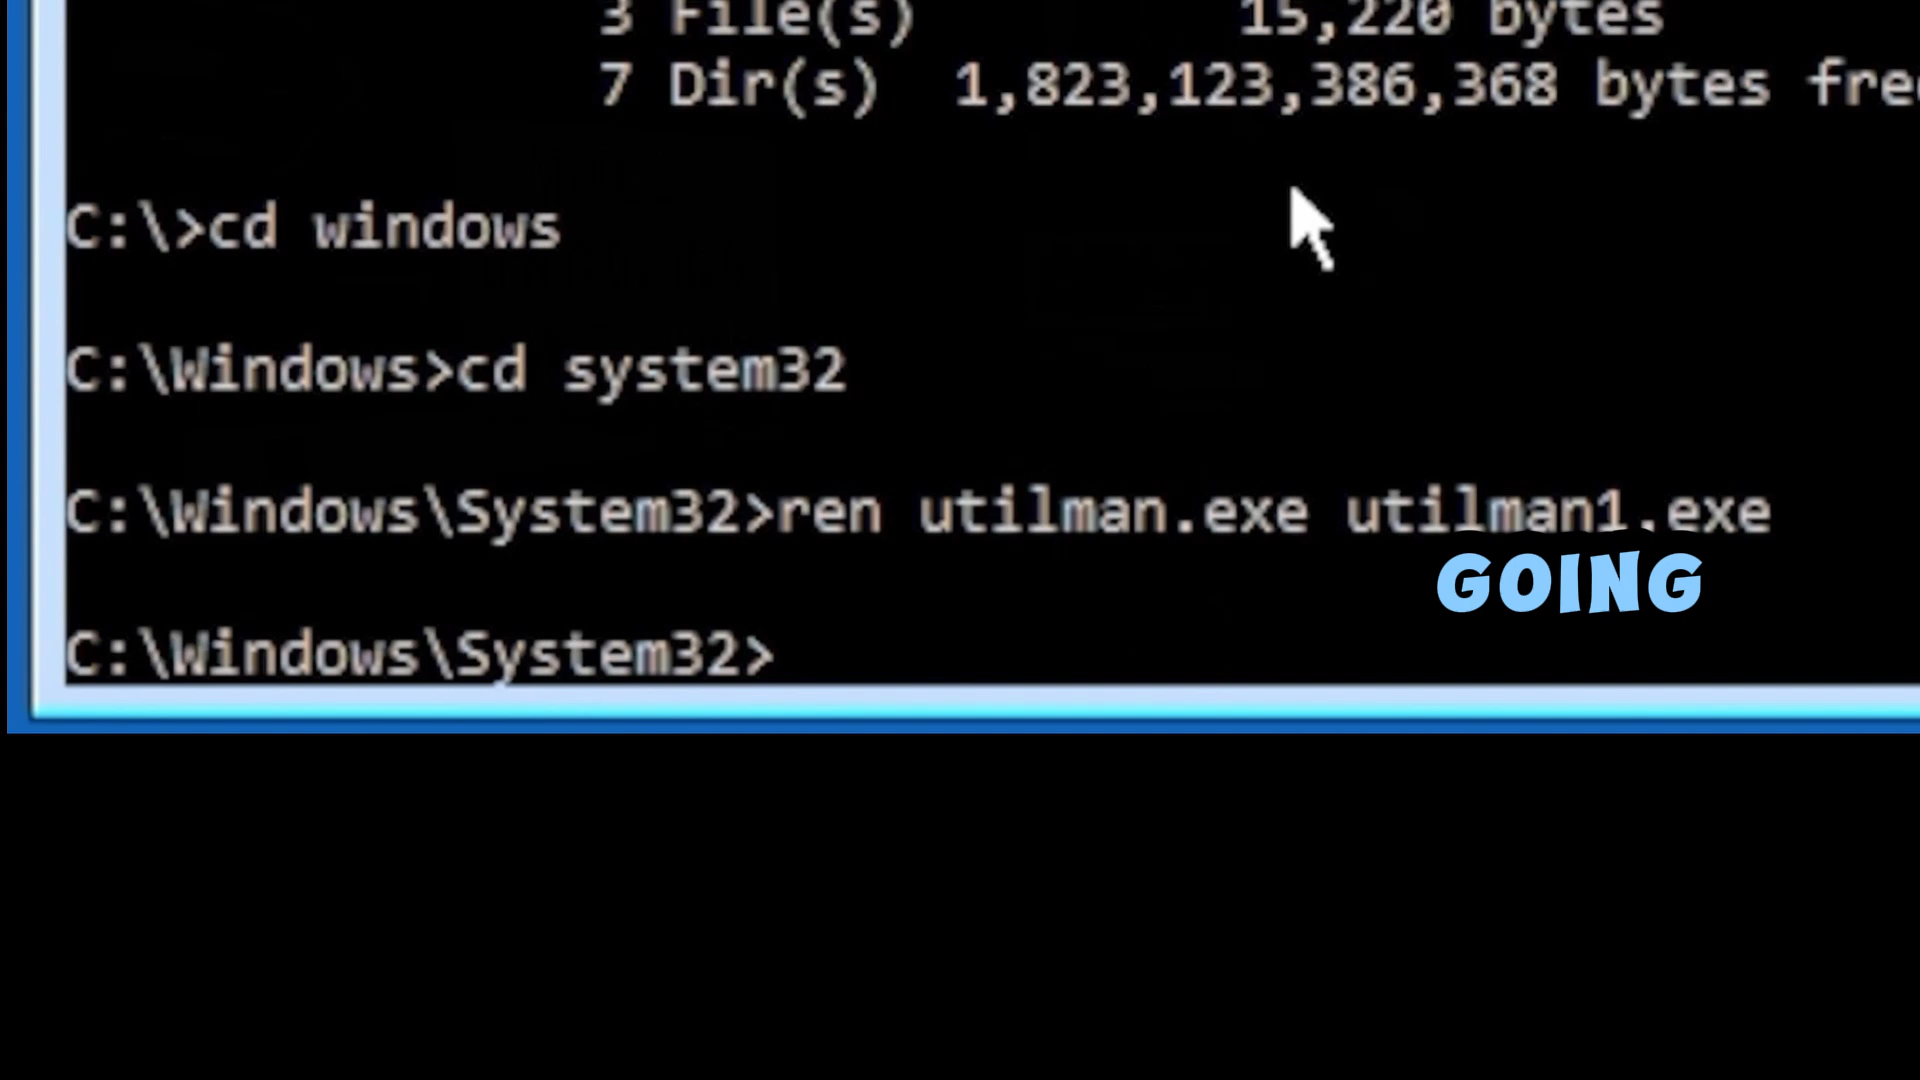 3 File(s) 15,220 bytes
7 Dir(s) 1,823,123,386,368 bytes
C:\>cd windows
C:\Windows>cd system32
C:\Windows\System32>ren utilman.exe utilman1.exe
GOING
C:\Windows\System32>